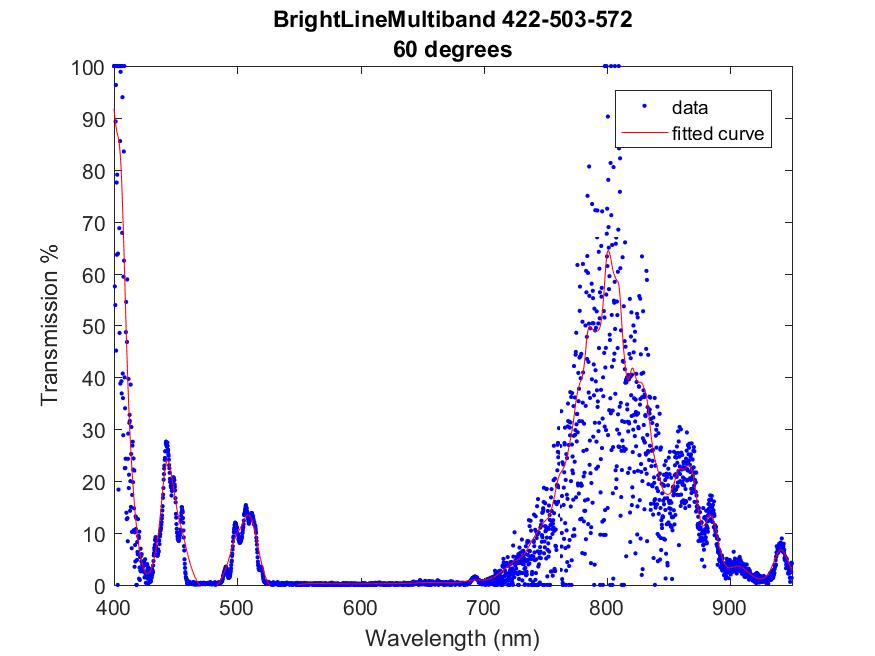 BrightLineMultiband 422-503-572
60 degrees
100
90
80
70
60
50
40
30
20
10
0
Transmission %
data
fitted curve
400
500
600
700
800
900
Wavelength (nm)